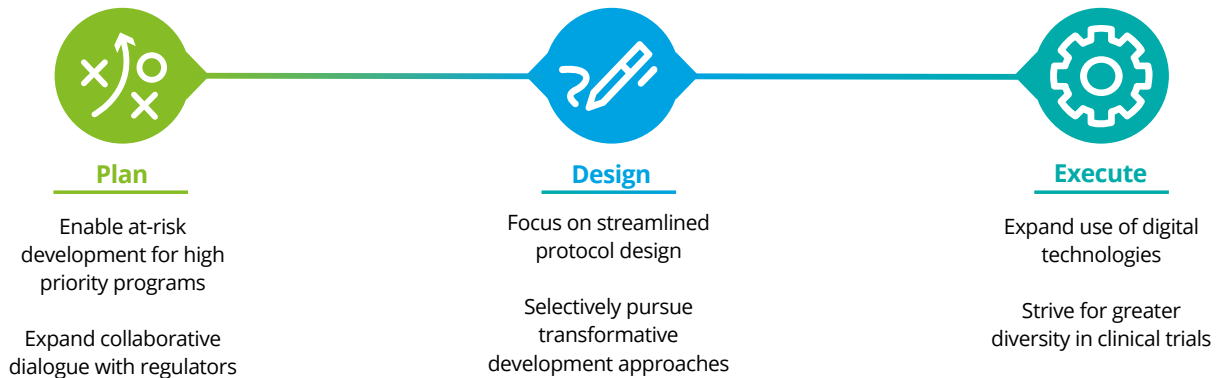 Plan
Enable at-risk
development for high
priority programs
Expand collaborative
dialogue with regulators
Design
Focus on streamlined
protocol design
Selectively pursue
transformative
development approaches
Execute
Expand use of digital
technologies
Strive for greater
diversity in clinical trials